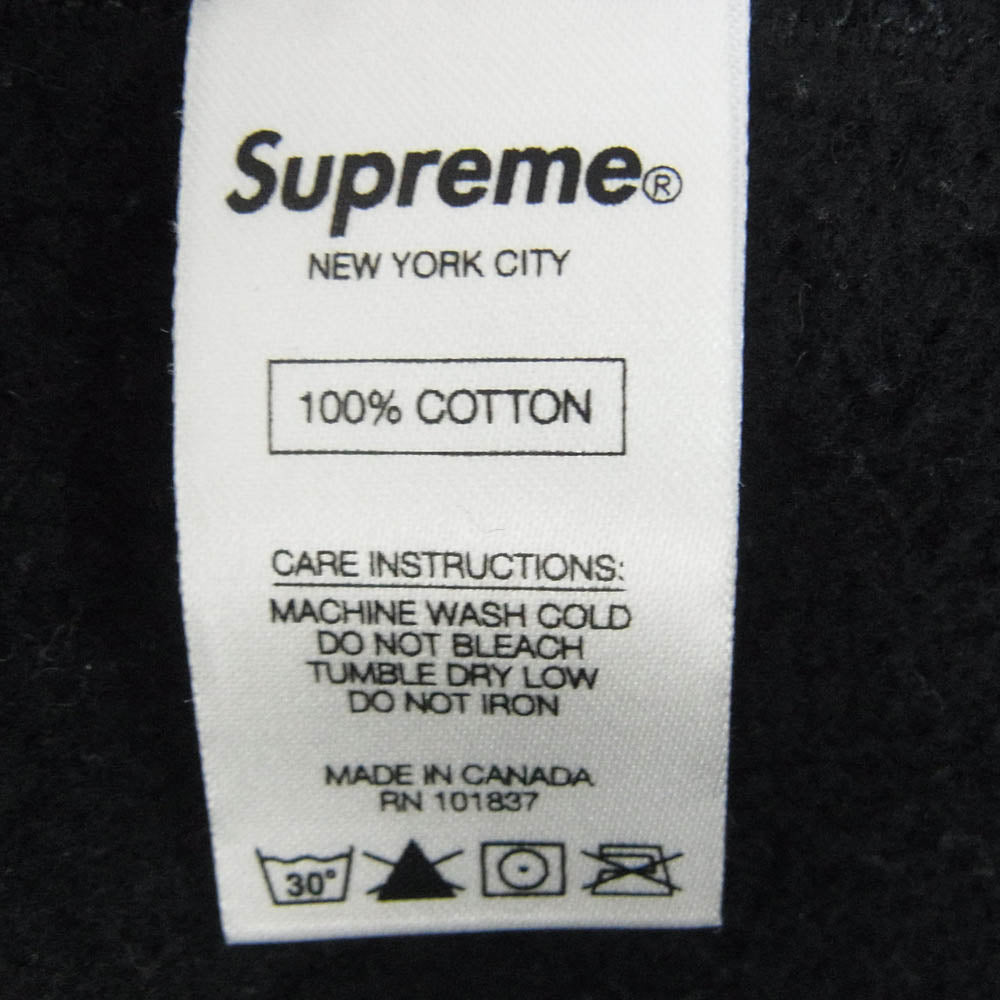 Supreme®
NEW YORK CITY
100% COTTON
CARE INSTRUCTIONS:
MACHINE WASH COLD
DO NOT BLEACH
TUMBLE DRY LOW
DO NOT IRON
MADE IN CANADA
RN 101837
30°